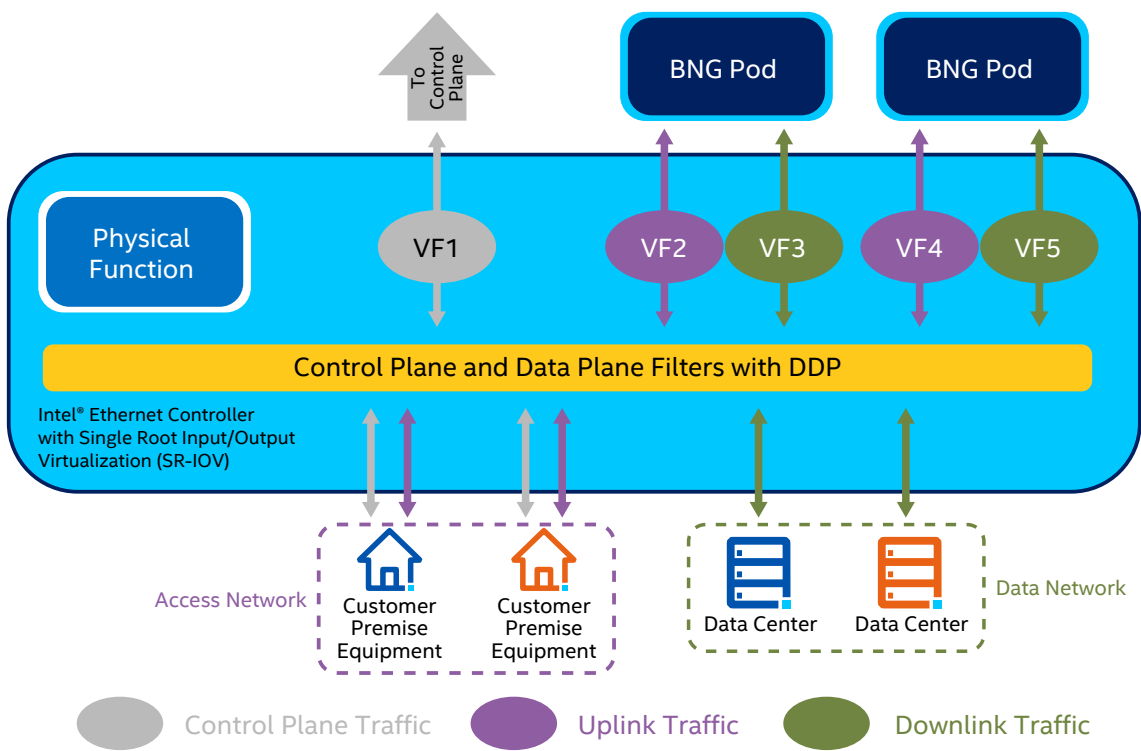 To
Control
Plane
BNG Pod
BNG Pod
Physical
Function
VF1
VF2
VF3
VF4
VF5
Control Plane and Data Plane Filters with DDP
Intel® Ethernet Controller
with Single Root Input/Output
Virtualization (SR-IOV)
Access Network
Customer
Premise
Equipment
Customer
Premise
Equipment
Data Center
Data Center
Data Network
Control Plane Traffic
Uplink Traffic
Downlink Traffic